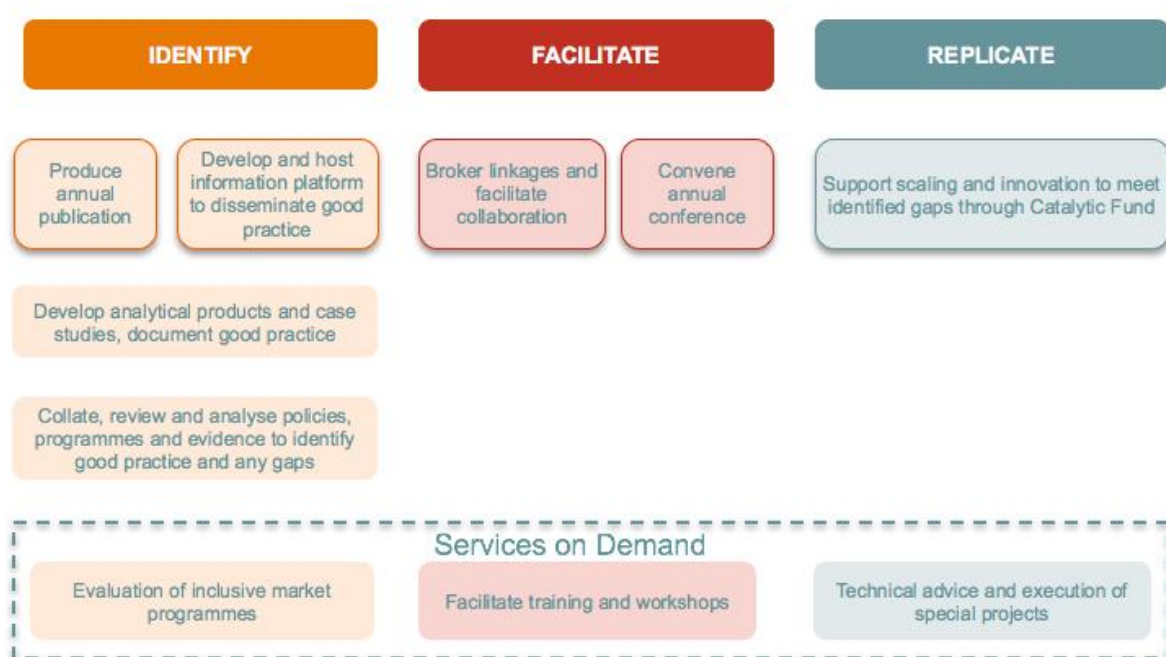 IDENTIFY
FACILITATE
REPLICATE
Produce
annual
publication
Develop and host
information platform
to disseminate good
practice
Broker linkages and
facilitate
collaboration
Convene
annual
conference
Support scaling and innovation to meet
identified gaps through Catalytic Fund
Develop analytical products and case
studies, document good practice
Collate, review and analyse policies,
programmes and evidence to identify
good practice and any gaps
Services on Demand
Evaluation of inclusive market
programmes
Facilitate training and workshops
Technical advice and execution of
special projects